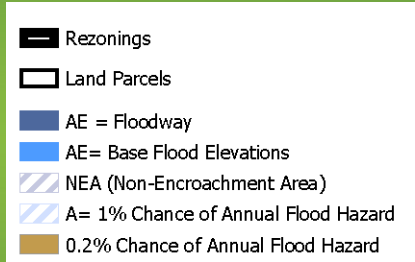 Rezonings
Land Parcels
AE = Floodway
AE= Base Flood Elevations
NEA (Non-Encroachment Area)
A= 1% Chance of Annual Flood Hazard
0.2% Chance of Annual Flood Hazard